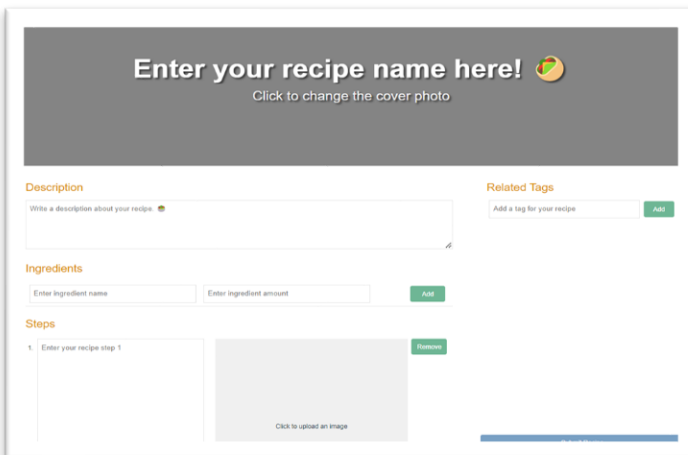 Enter your recipe name here! 🥙
Click to change the cover photo
Description
Write a description about your recipe. 🥗
Related Tags
Add a tag for your recipe
Add
Ingredients
Enter ingredient name
Enter ingredient amount
Add
Steps
1.
Enter your recipe step 1
Click to upload an image
Remove